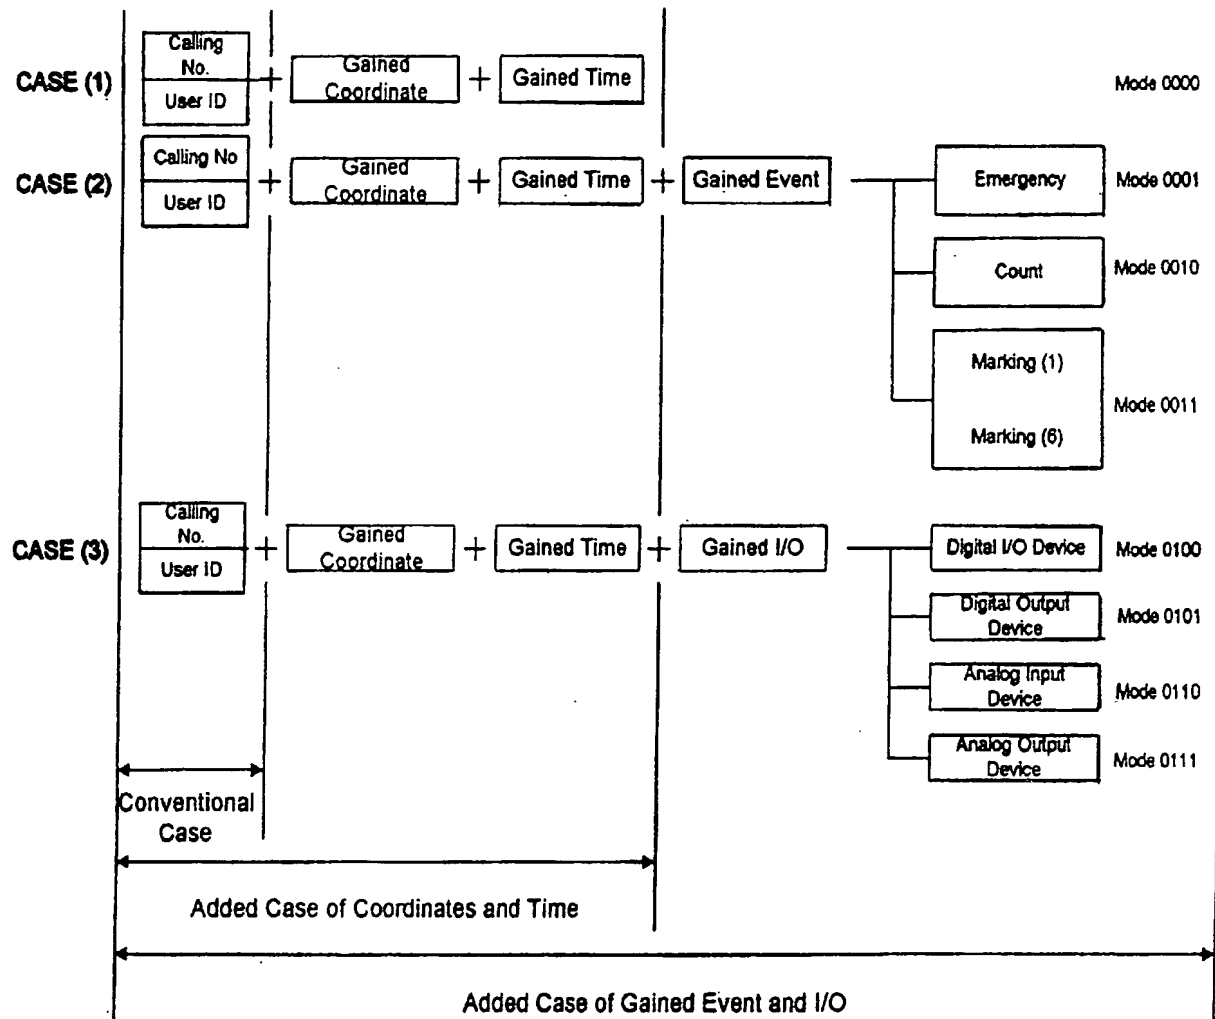 CASE (1)
Calling
No.
User ID
+
Gained
Coordinate
+
Gained Time
Mode 0000
CASE (2)
Calling No
User ID
+
Gained
Coordinate
+
Gained Time
+
Gained Event
Emergency
Mode 0001
Count
Mode 0010
Marking (1)
Marking (6)
Mode 0011
CASE (3)
Calling
No.
User ID
+
Gained
Coordinate
+
Gained Time
+
Gained I/O
Digital I/O Device
Mode 0100
Digital Output
Device
Mode 0101
Analog Input
Device
Mode 0110
Analog Output
Device
Mode 0111
Conventional
Case
Added Case of Coordinates and Time
Added Case of Gained Event and I/O